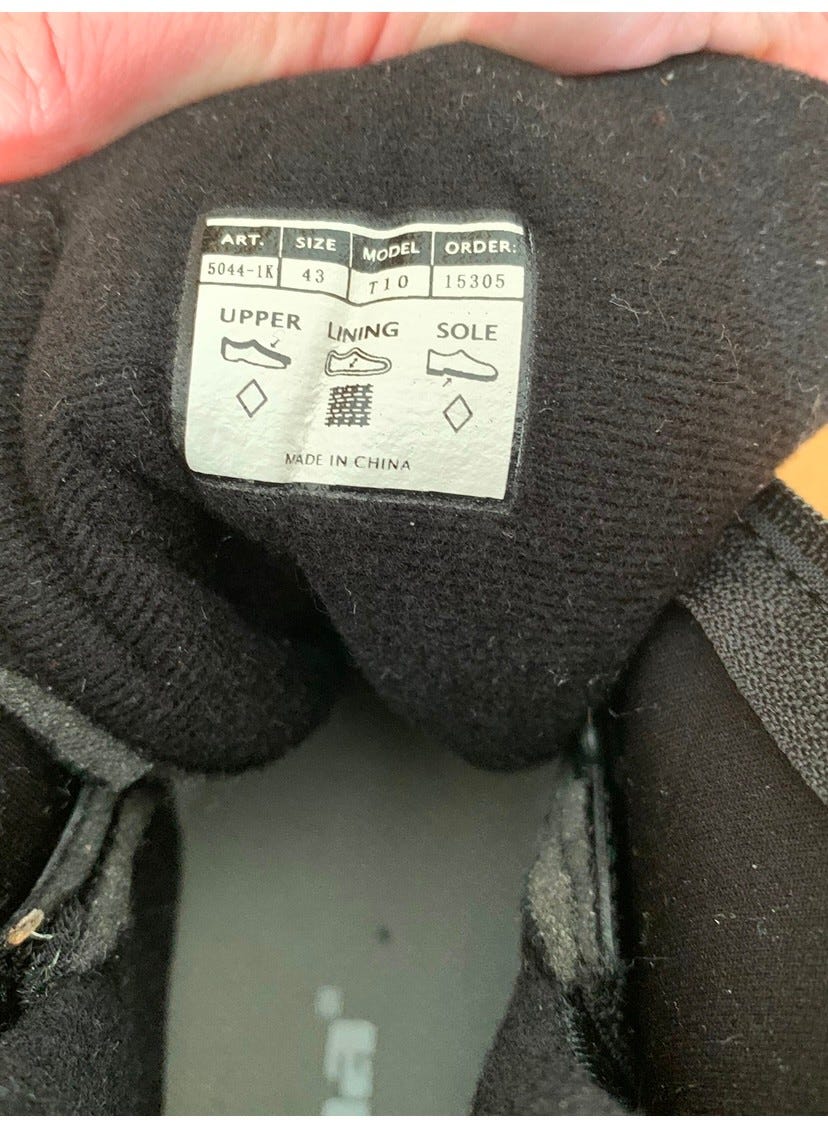 ART. SIZE MODEL ORDER:
5044-1K 43 T10 15305
UPPER LINING SOLE
MADE IN CHINA